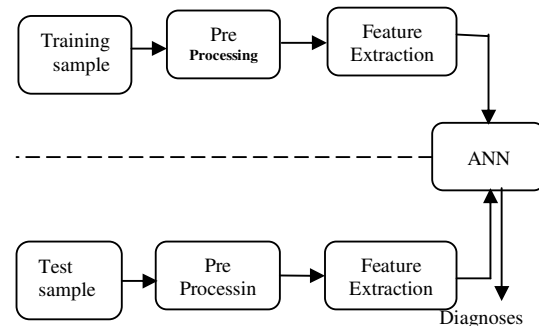 Training
sample
Pre
Processing
Feature
Extraction
ANN
Test
sample
Pre
Processin
Feature
Extraction
Diagnoses